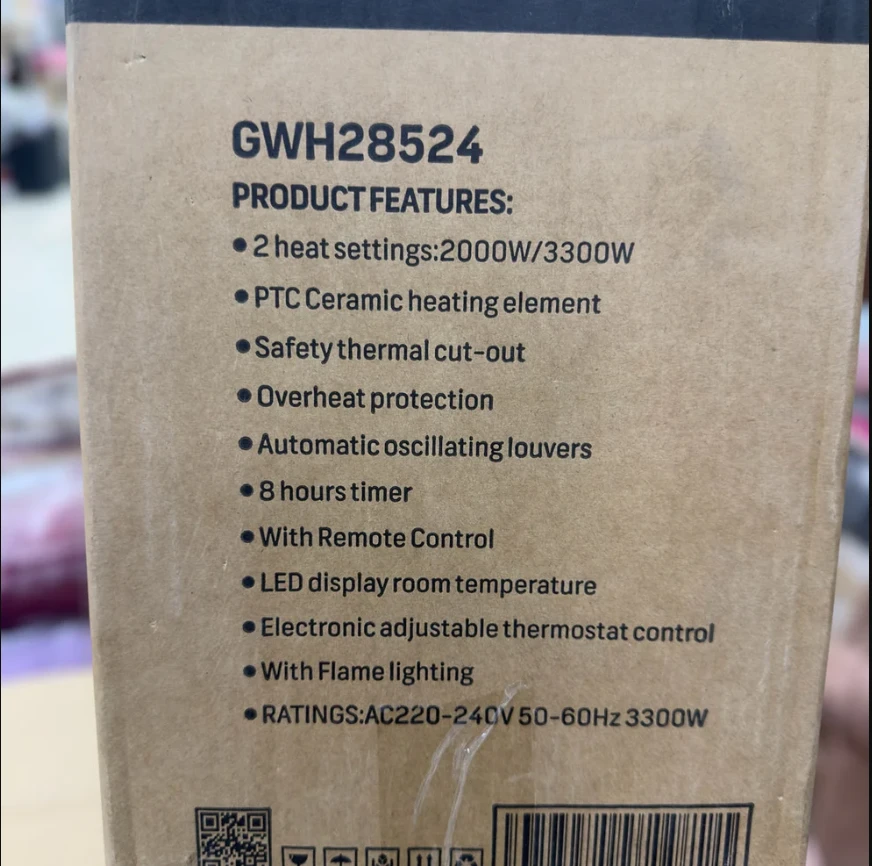 GWH28524
PRODUCT FEATURES:
• 2 heat settings:2000W/3300W
• PTC Ceramic heating element
• Safety thermal cut-out
• Overheat protection
• Automatic oscillating louvers
• 8 hours timer
• With Remote Control
• LED display room temperature
• Electronic adjustable thermostat control
• With Flame lighting
• RATINGS:AC220-240V 50-60Hz 3300W